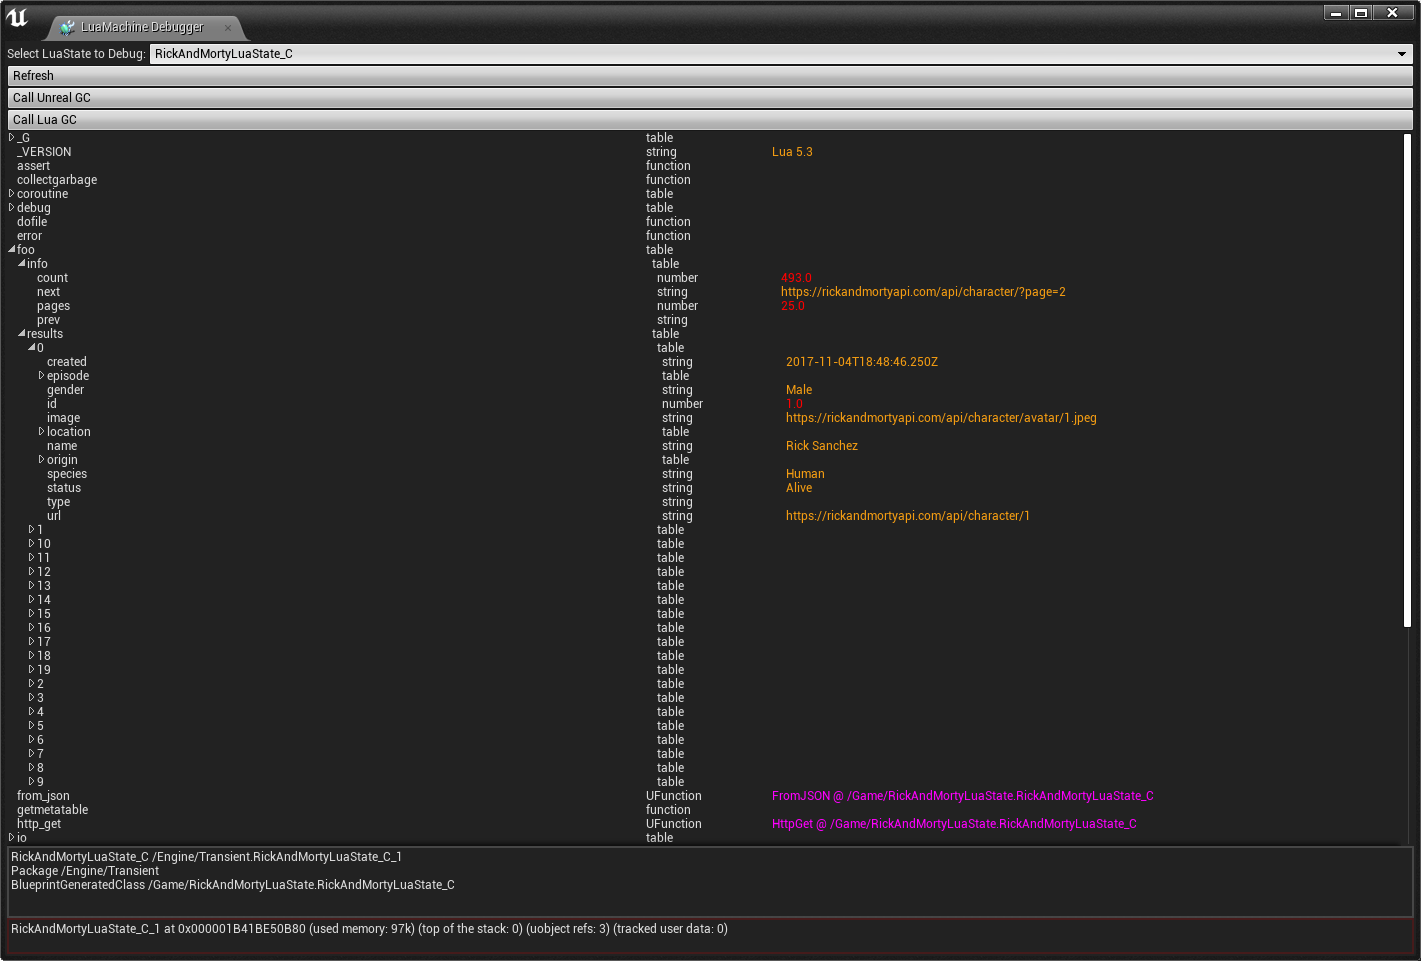 LuaMachine Debugger
Select LuaState to Debug: RickAndMortyLuaState_C
Refresh
Call Unreal GC
Call Lua GC
_G table
_VERSION string Lua 5.3
assert function
collectgarbage function
coroutine table
debug table
dofile function
error function
foo table
info table
count number 493.0
next string https://rickandmortyapi.com/api/character/?page=2
pages number 25.0
prev string
results table
0 table
created string 2017-11-04T18:48:46.250Z
episode table
gender string Male
id number 1.0
image string https://rickandmortyapi.com/api/character/avatar/1.jpeg
location table
name string Rick Sanchez
origin table
species string Human
status string Alive
type string
url string https://rickandmortyapi.com/api/character/1
1 table
10 table
11 table
12 table
13 table
14 table
15 table
16 table
17 table
18 table
19 table
2 table
3 table
4 table
5 table
6 table
7 table
8 table
9 table
from_json UFunction FromJSON @ /Game/RickAndMortyLuaState.RickAndMortyLuaState_C
getmetatable function
http_get UFunction HttpGet @ /Game/RickAndMortyLuaState.RickAndMortyLuaState_C
io table
RickAndMortyLuaState_C /Engine/Transient.RickAndMortyLuaState_C_1
Package /Engine/Transient
BlueprintGeneratedClass /Game/RickAndMortyLuaState.RickAndMortyLuaState_C
RickAndMortyLuaState_C_1 at 0x000001B41BE50B80 (used memory: 97k) (top of the stack: 0) (uobject refs: 3) (tracked user data: 0)